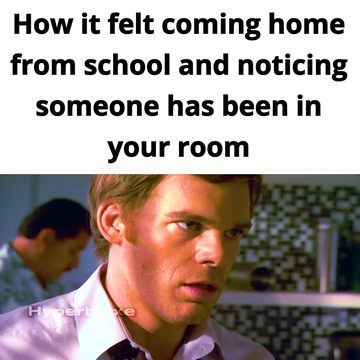 How it felt coming home
from school and noticing
someone has been in
your room